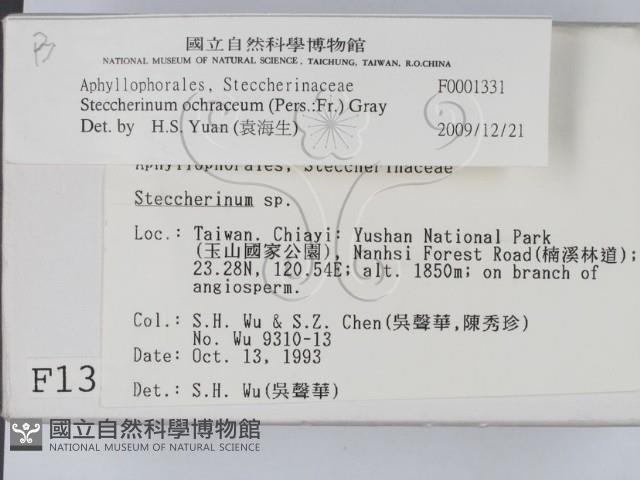 國立自然科學博物館
NATIONAL MUSEUM OF NATURAL SCIENCE, TAICHUNG, TAIWAN, R.O.CHINA
Aphyllophorales, Steccherinaceae F0001331
Steccherinum ochraceum (Pers.:Fr.) Gray
Det. by H.S. Yuan (袁海生) 2009/12/21
Aphyllophorales, Steccherinaceae
Steccherinum sp.
Loc.: Taiwan. Chiayi: Yushan National Park
(玉山國家公園), Nanhsi Forest Road(楠溪林道);
23.28N, 120.54E; alt. 1850m; on branch of
angiosperm.
Col.: S.H. Wu & S.Z. Chen(吳聲華,陳秀珍)
No. Wu 9310-13
Date: Oct. 13, 1993
Det.: S.H. Wu(吳聲華)
F13
國立自然科學博物館
NATIONAL MUSEUM OF NATURAL SCIENCE